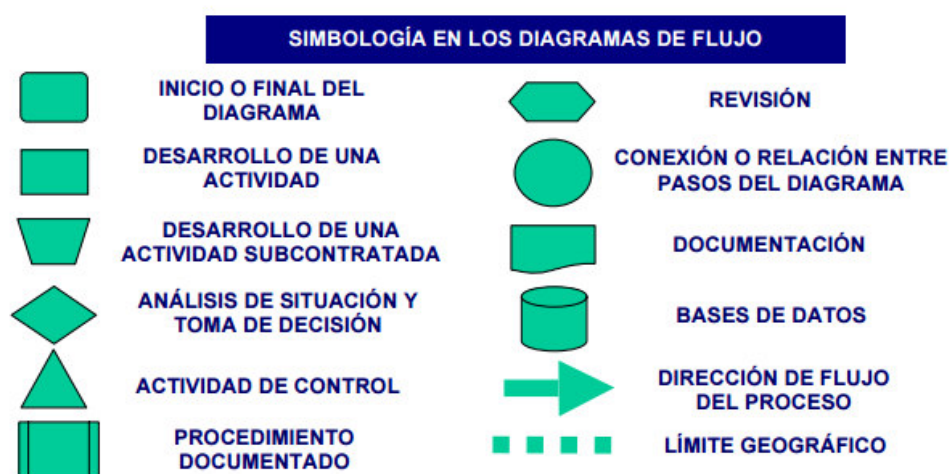 SIMBOLOGÍA EN LOS DIAGRAMAS DE FLUJO
INICIO O FINAL DEL
DIAGRAMA
DESARROLLO DE UNA
ACTIVIDAD
DESARROLLO DE UNA
ACTIVIDAD SUBCONTRATADA
ANÁLISIS DE SITUACIÓN Y
TOMA DE DECISIÓN
ACTIVIDAD DE CONTROL
PROCEDIMIENTO
DOCUMENTADO
REVISIÓN
CONEXIÓN O RELACIÓN ENTRE
PASOS DEL DIAGRAMA
DOCUMENTACIÓN
BASES DE DATOS
DIRECCIÓN DE FLUJO
DEL PROCESO
LÍMITE GEOGRÁFICO